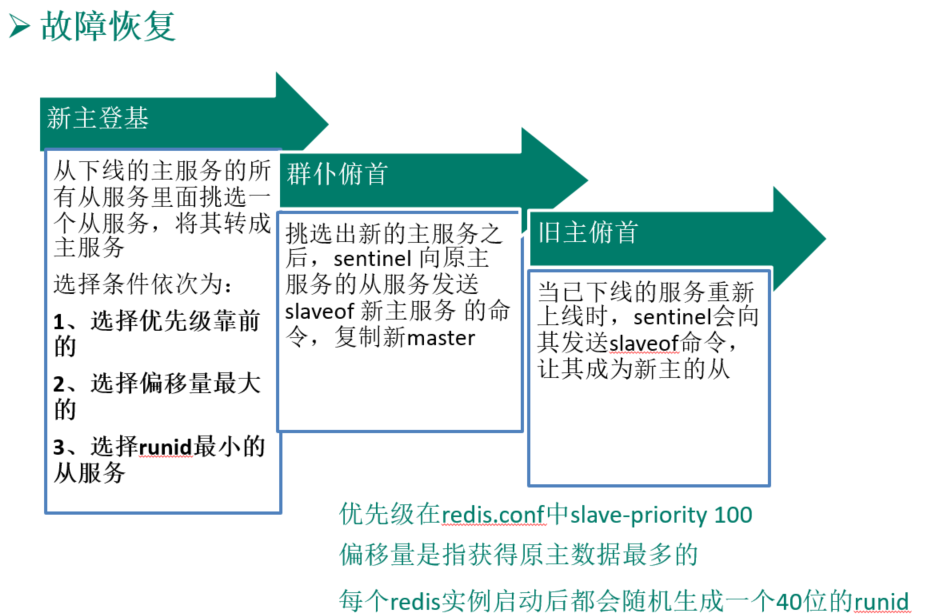 故障恢复
新主登基
从下线的主服务的所
有从服务里面挑选一
个从服务，将其转成
主服务
选择条件依次为：
1、选择优先级靠前
的
2、选择偏移量最大
的
3、选择runid最小的
从服务
群仆俯首
挑选出新的主服务之
后，sentinel 向原主
服务的从服务发送
slaveof 新主服务 的命
令，复制新master
旧主俯首
当已下线的服务重新
上线时，sentinel会向
其发送slaveof命令，
让其成为新主的从
优先级在redis.conf中slave-priority 100
偏移量是指获得原主数据最多的
每个redis实例启动后都会随机生成一个40位的runid